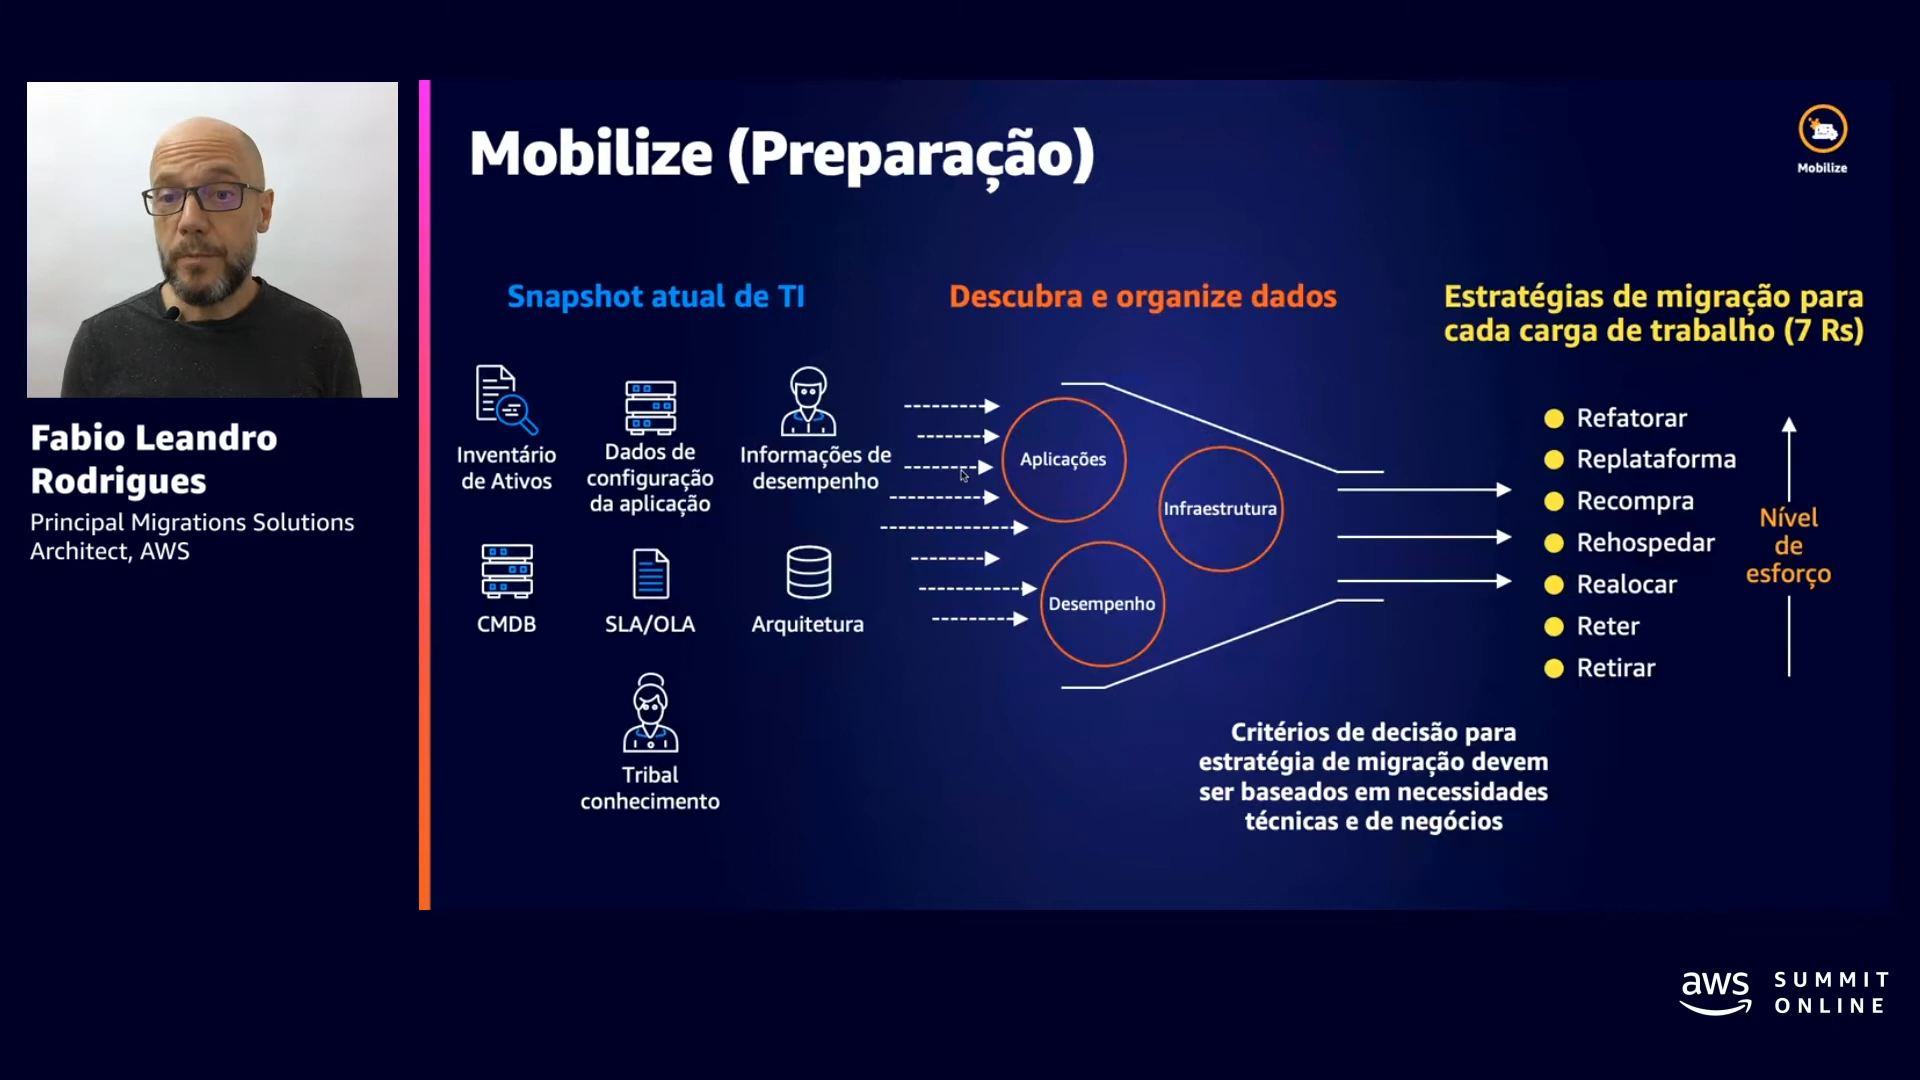 Mobilize (Preparação)
Mobilize
Fabio Leandro
Rodrigues
Principal Migrations Solutions
Architect, AWS
Snapshot atual de TI
Inventário
de Ativos
Dados de
configuração
da aplicação
Informações de
desempenho
CMDB
SLA/OLA
Arquitetura
Tribal
conhecimento
Descubra e organize dados
Aplicações
Infraestrutura
Desempenho
Estratégias de migração para
cada carga de trabalho (7 Rs)
Refatorar
Replataforma
Recompra
Rehospedar
Realocar
Reter
Retirar
Nível
de
esforço
Critérios de decisão para
estratégia de migração devem
ser baseados em necessidades
técnicas e de negócios
aws
SUMMIT
ONLINE